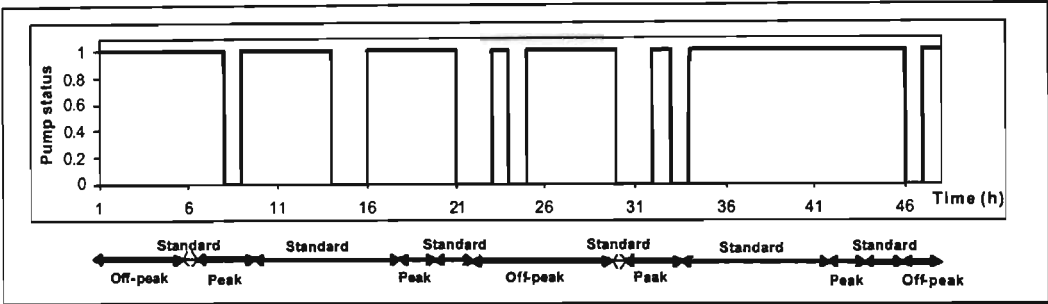 Pump status
1
0.8
0.6
0.4
0.2
0
1 6 11 16 21 26 31 36 41 46 Time (h)
Standard Standard Standard Standard Standard Standard
Off-peak Peak Peak Off-peak Paak Peak Off-peak